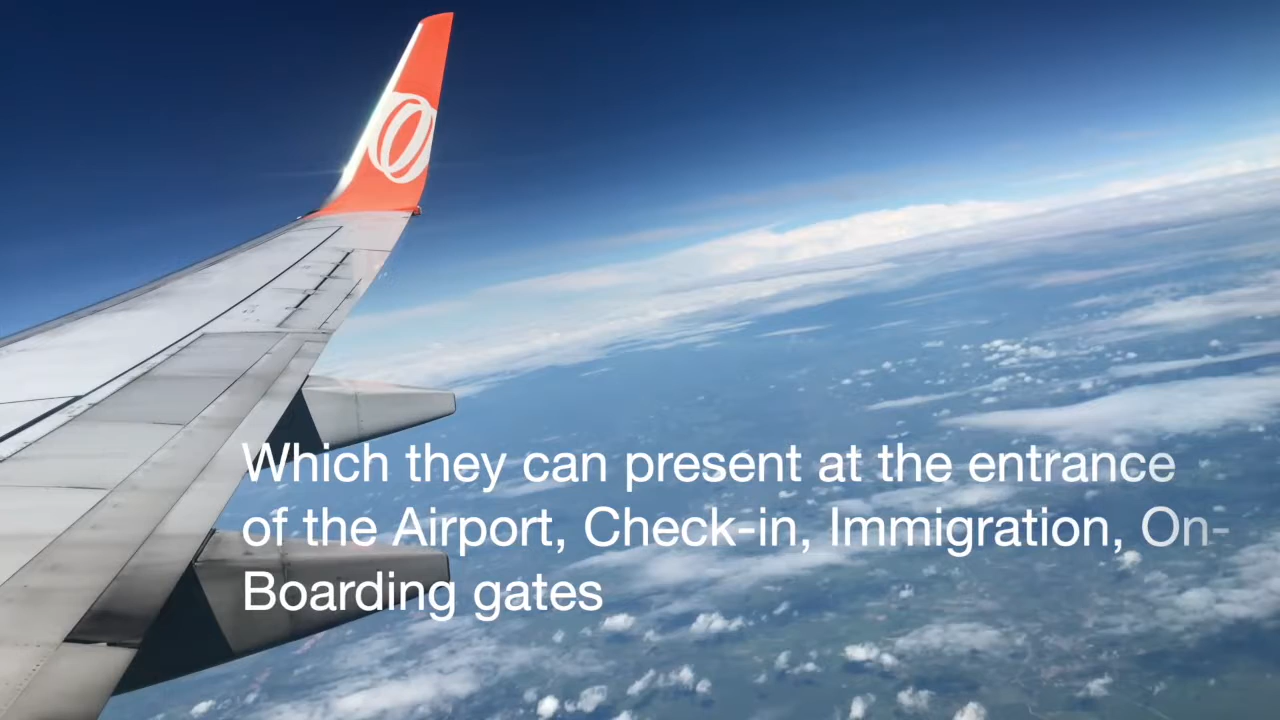 Which they can present at the entrance
of the Airport, Check-in, Immigration, On-
Boarding gates